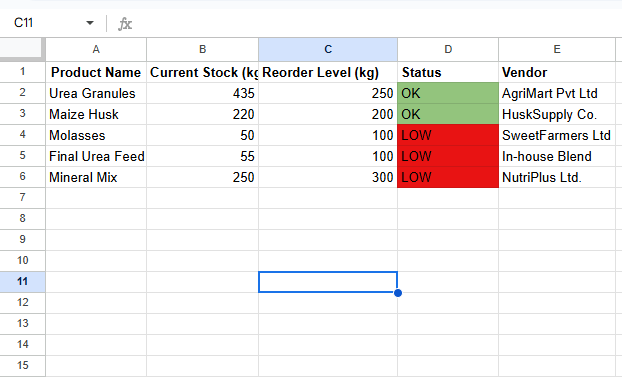 C11 fx
A B C D E
1 Product Name Current Stock (kg Reorder Level (kg) Status Vendor
2 Urea Granules 435 250 OK AgriMart Pvt Ltd
3 Maize Husk 220 200 OK HuskSupply Co.
4 Molasses 50 100 LOW SweetFarmers Ltd
5 Final Urea Feed 55 100 LOW In-house Blend
6 Mineral Mix 250 300 LOW NutriPlus Ltd.
7
8
9
10
11
12
13
14
15